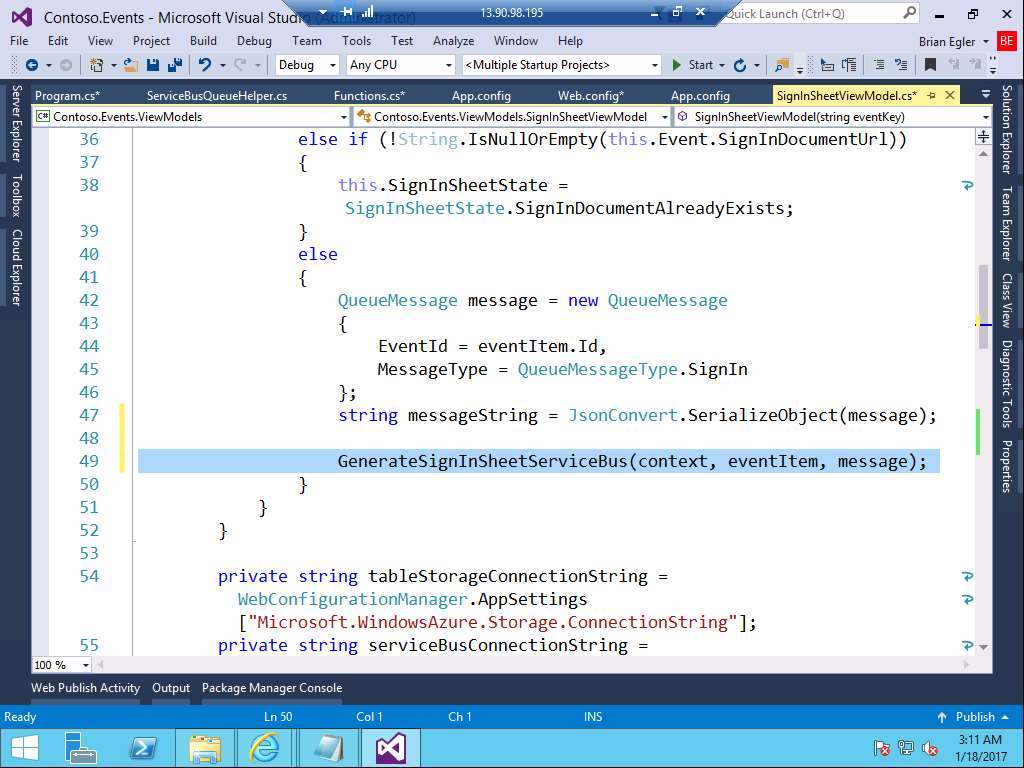 Contoso.Events - Microsoft Visual Studio (Administrator)
13.90.98.195
Quick Launch (Ctrl+Q)
File Edit View Project Build Debug Team Tools Test Analyze Window Help
Brian Egler BE
Debug Any CPU <Multiple Startup Projects> Start
Program.cs* ServiceBusQueueHelper.cs Functions.cs* App.config Web.config* App.config SignInSheetViewModel.cs*
C# Contoso.Events.ViewModels Contoso.Events.ViewModels.SignInSheetViewModel SignInSheetViewModel(string eventKey)
Server Explorer
Toolbox
Cloud Explorer
36 else if (!String.IsNullOrEmpty(this.Event.SignInDocumentUrl))
37 {
38 this.SignInSheetState =
SignInSheetState.SignInDocumentAlreadyExists;
39 }
40 else
41 {
42 QueueMessage message = new QueueMessage
43 {
44 EventId = eventItem.Id,
45 MessageType = QueueMessageType.SignIn
46 };
47 string messageString = JsonConvert.SerializeObject(message);
48
49 GenerateSignInSheetServiceBus(context, eventItem, message);
50 }
51 }
52 }
53
54 private string tableStorageConnectionString =
WebConfigurationManager.AppSettings
["Microsoft.WindowsAzure.Storage.ConnectionString"];
55 private string serviceBusConnectionString =
Solution Explorer
Team Explorer
Class View
Diagnostic Tools
Properties
100 %
Web Publish Activity Output Package Manager Console
Ready Ln 50 Col 1 Ch 1 INS Publish
3:11 AM
1/18/2017